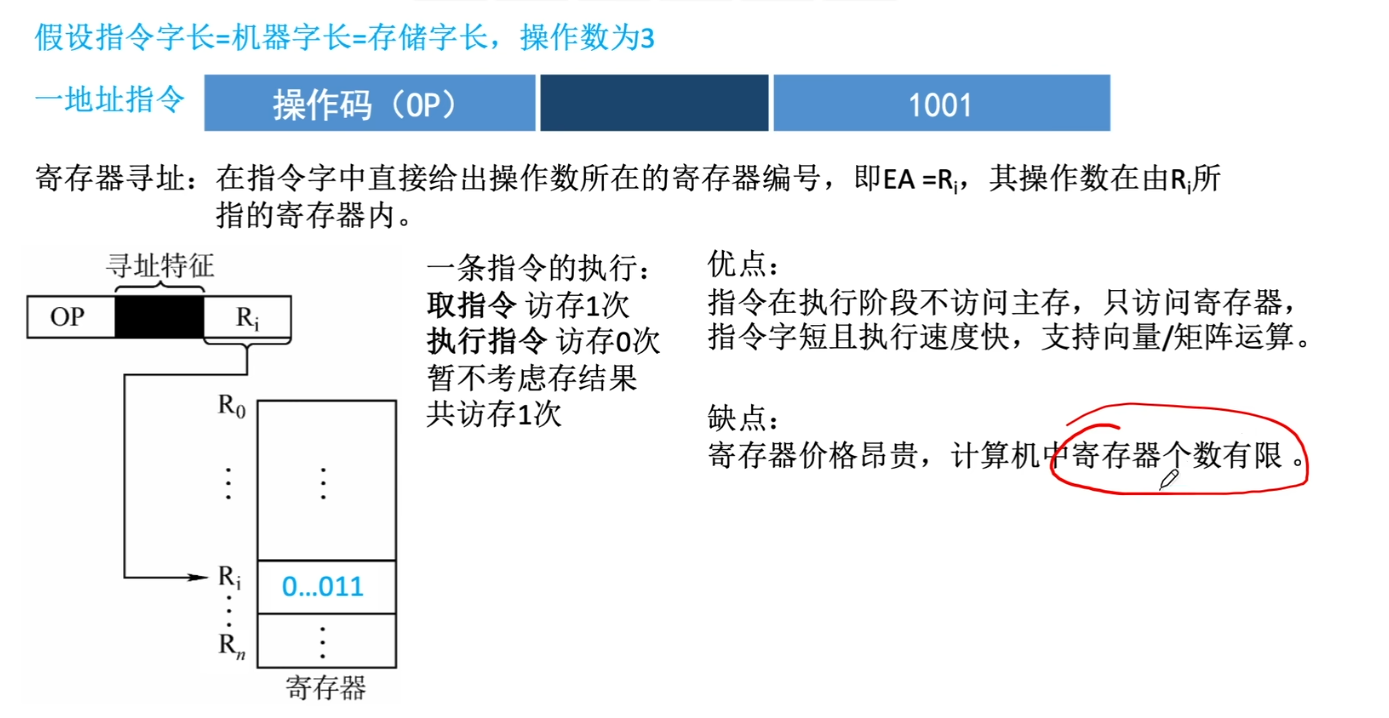 假设指令字长=机器字长=存储字长，操作数为3
一地址指令 操作码（OP） 1001
寄存器寻址：在指令字中直接给出操作数所在的寄存器编号，即EA =Ri，其操作数在由Ri所
指的寄存器内。
寻址特征
OP Ri
R0
⋮ ⋮
Ri 0...011
⋮
Rn ⋮
寄存器
一条指令的执行：
取指令 访存1次
执行指令 访存0次
暂不考虑存结果
共访存1次
优点：
指令在执行阶段不访问主存，只访问寄存器，
指令字短且执行速度快，支持向量/矩阵运算。
缺点：
寄存器价格昂贵，计算机中寄存器个数有限 。